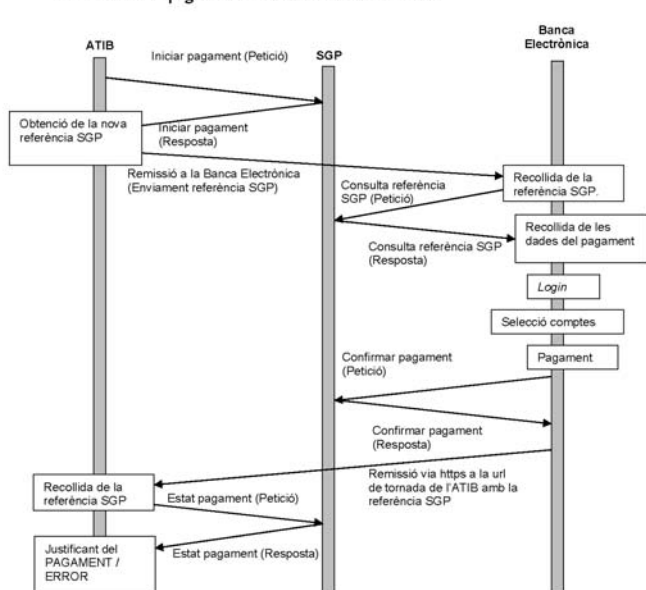 Banca
Electrònica
ATIB
SGP
Iniciar pagament (Petició)
Obtenció de la nova
referència SGP
Iniciar pagament
(Resposta)
Remissió a la Banca Electrònica
(Enviament referència SGP)
Consulta referència
SGP (Petició)
Recollida de la
referència SGP.
Consulta referència SGP
(Resposta)
Recollida de les
dades del pagament
Login
Selecció comptes
Pagament
Confirmar pagament
(Petició)
Confirmar pagament
(Resposta)
Remissió via https a la url
de tornada de l'ATIB amb la
referència SGP
Recollida de la
referència SGP
Estat pagament (Petició)
Justificant del
PAGAMENT /
ERROR
Estat pagament (Resposta)